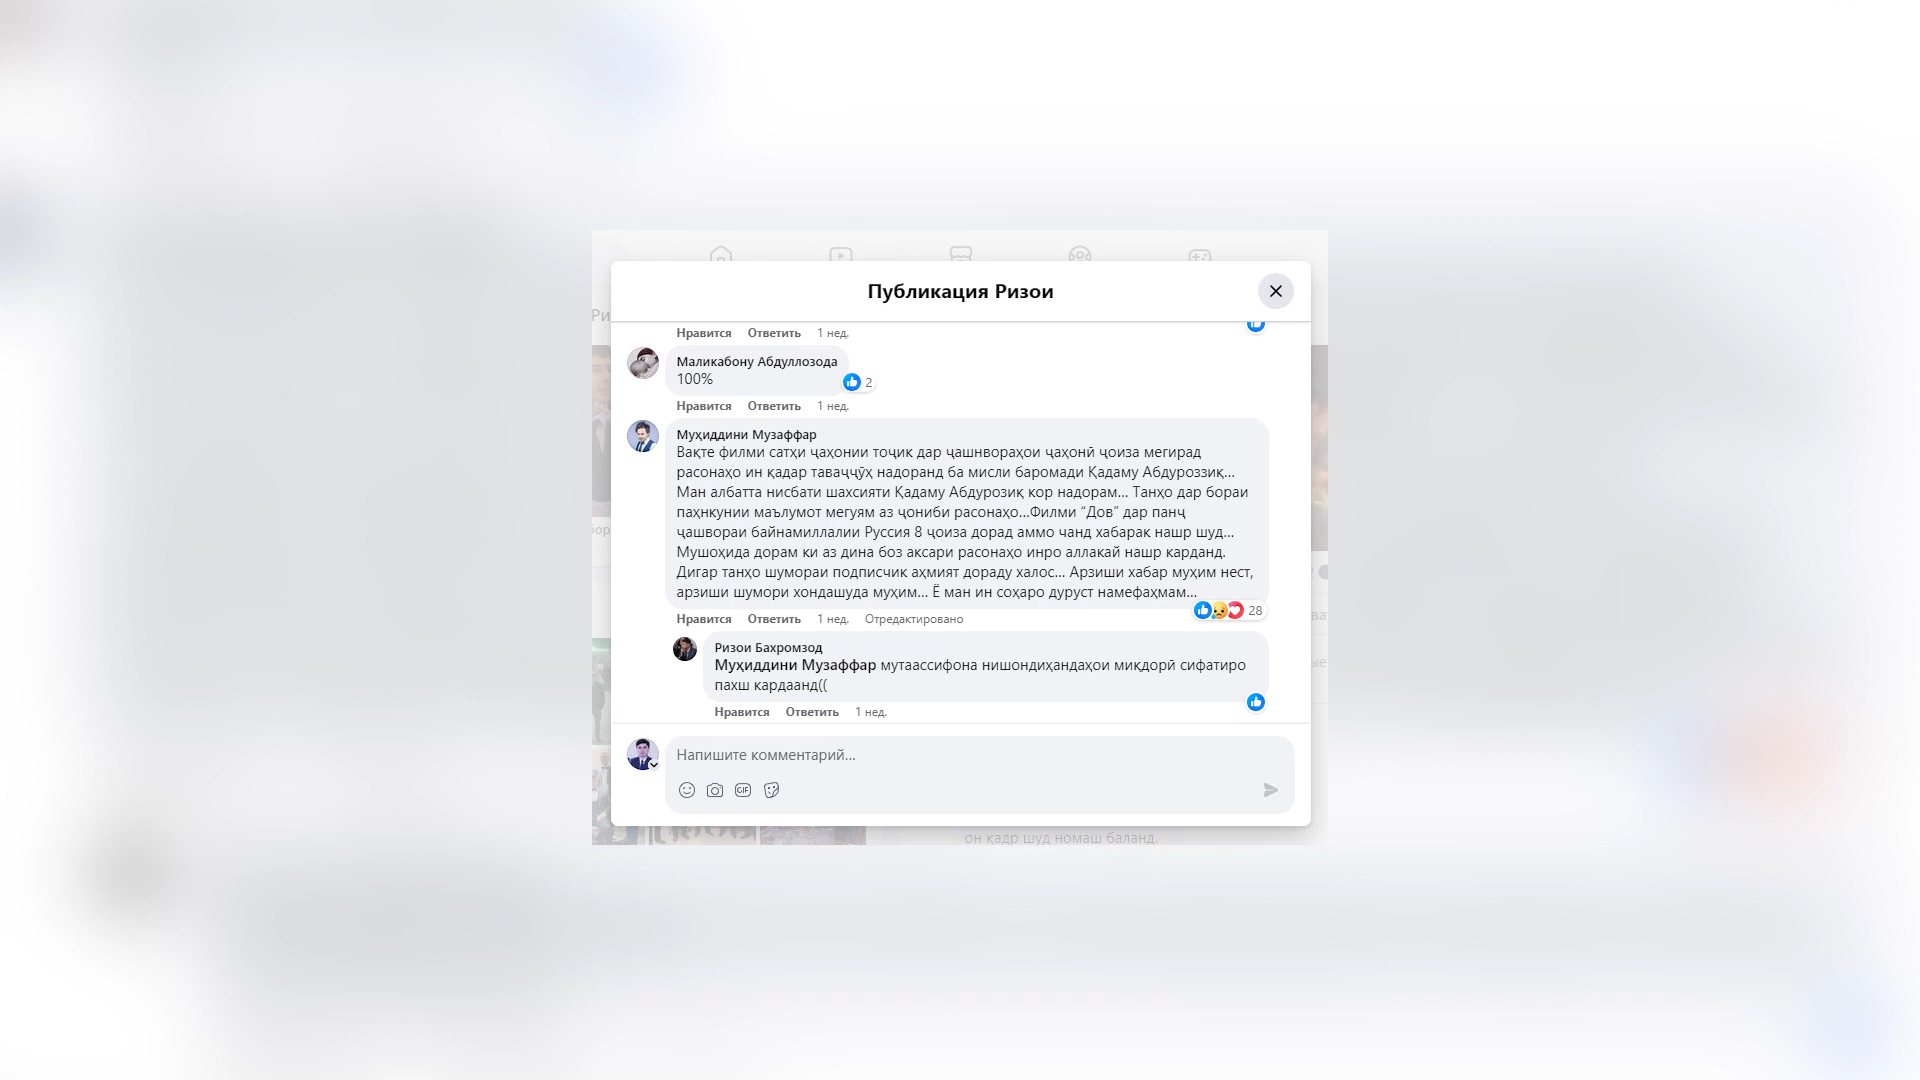 Публикация Ризои
Нравится Ответить 1 нед.
Маликабону Абдуллозода
100%
2
Нравится Ответить 1 нед.
Муҳиддини Музаффар
Вақте филми сатҳи ҷаҳонии тоҷик дар ҷашнвораҳои ҷаҳонӣ ҷоиза мегирад
расонаҳо ин қадар таваҷҷӯҳ надоранд ба мисли баромади Қадаму Абдуроззиқ...
Ман албатта нисбати шахсияти Қадаму Абдурозиқ кор надорам... Танҳо дар бораи
паҳнкунии маълумот мегуям аз ҷониби расонаҳо...Филми “Дов” дар панҷ
ҷашвораи байнамиллалии Руссия 8 ҷоиза дорад аммо чанд хабарак нашр шуд...
Мушоҳида дорам ки аз дина боз аксари расонаҳо инро аллакай нашр карданд.
Дигар танҳо шумораи подписчик аҳмият дораду халос... Арзиши хабар муҳим нест,
арзиши шумори хондашуда муҳим... Ё ман ин соҳаро дуруст намефаҳмам...
28
Нравится Ответить 1 нед. Отредактировано
Ризои Бахромзод
Муҳиддини Музаффар мутаассифона нишондиҳандаҳои миқдорӣ сифатиро
пахш кардаанд((
Нравится Ответить 1 нед.
Напишите комментарий...
GIF
он қадр шуд номаш баланд.